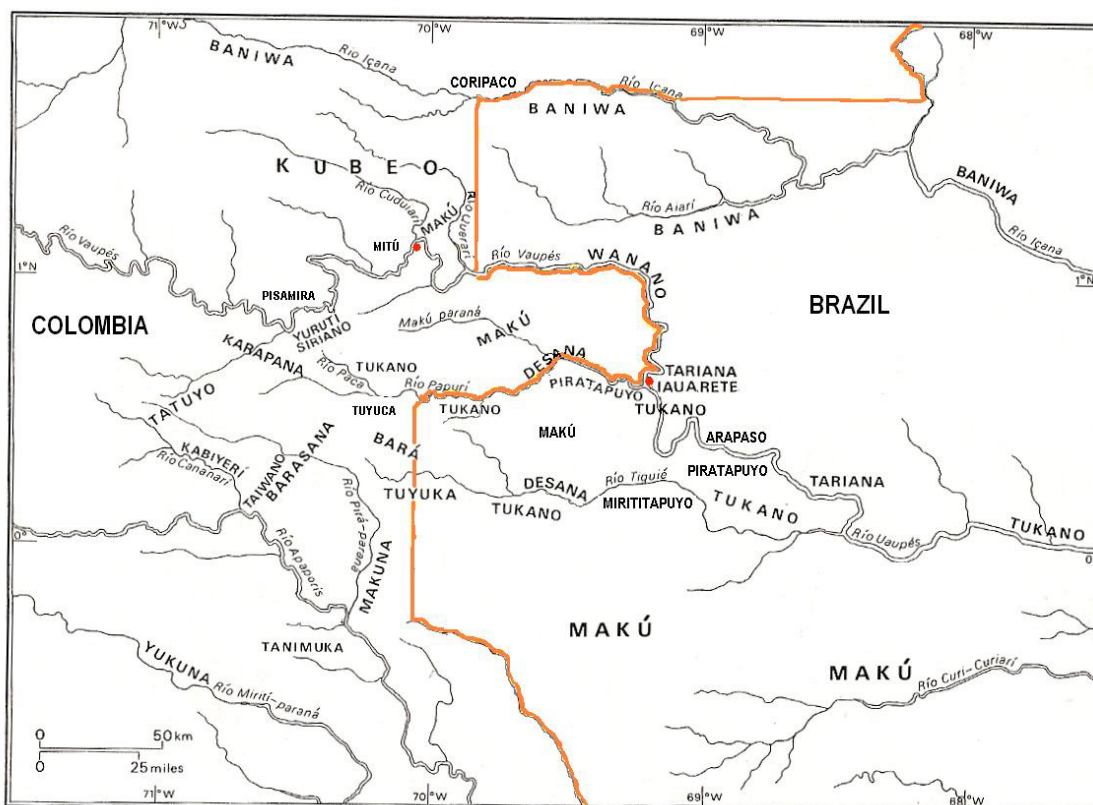 71°W
70°W
69°W
68°W
BANIWA
Río Içana
CORIPACO
Río Içana
BANIWA
KUBEO
Río Cuduiarí
MAKÚ
Río Querarí
Río Aiarí
BANIWA
BANIWA
Río Içana
MITÚ
Río Vaupés
1°N
Río Vaupés
WANANO
1°N
PISAMIRA
COLOMBIA
BRAZIL
YURUTÍ
SIRIANO
Makú paraná
MAKÚ
KARAPANA
Río Paca
TUKANO
DESANA
TARIANA
IAUARETE
PIRATAPUYO
Río Papurí
TATUYO
TUYUCA
TUKANO
TUKANO
MAKÚ
ARAPASO
BARÁ
KABIYERÍ
Río Cananarí
TAIWANO
BARASANA
Río Pirá-paraná
PIRATAPUYO
Río Tiquié
DESANA
TARIANA
TUYUKA
TUKANO
MIRITITAPUYO
TUKANO
Río Uaupés
TUKANO
0°
0
Río Apaporis
MAKUNA
MAKÚ
TANIMUKA
YUKUNA
Río Mirití-paraná
MAKÚ
Río Curi-Curiarí
0 50 km
0 25 miles
71°W
70°W
69°W
68°W